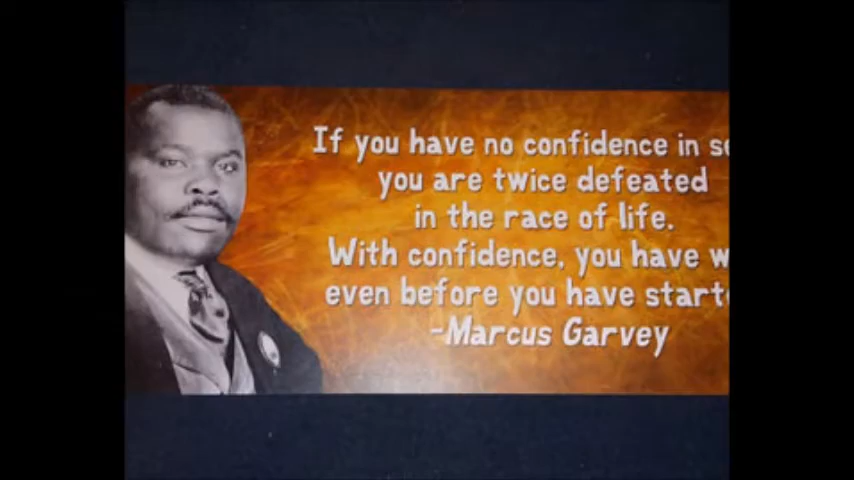 If you have no confidence in
you are twice defeated
in the race of life.
With confidence, you have
even before you have
-Marcus Garvey